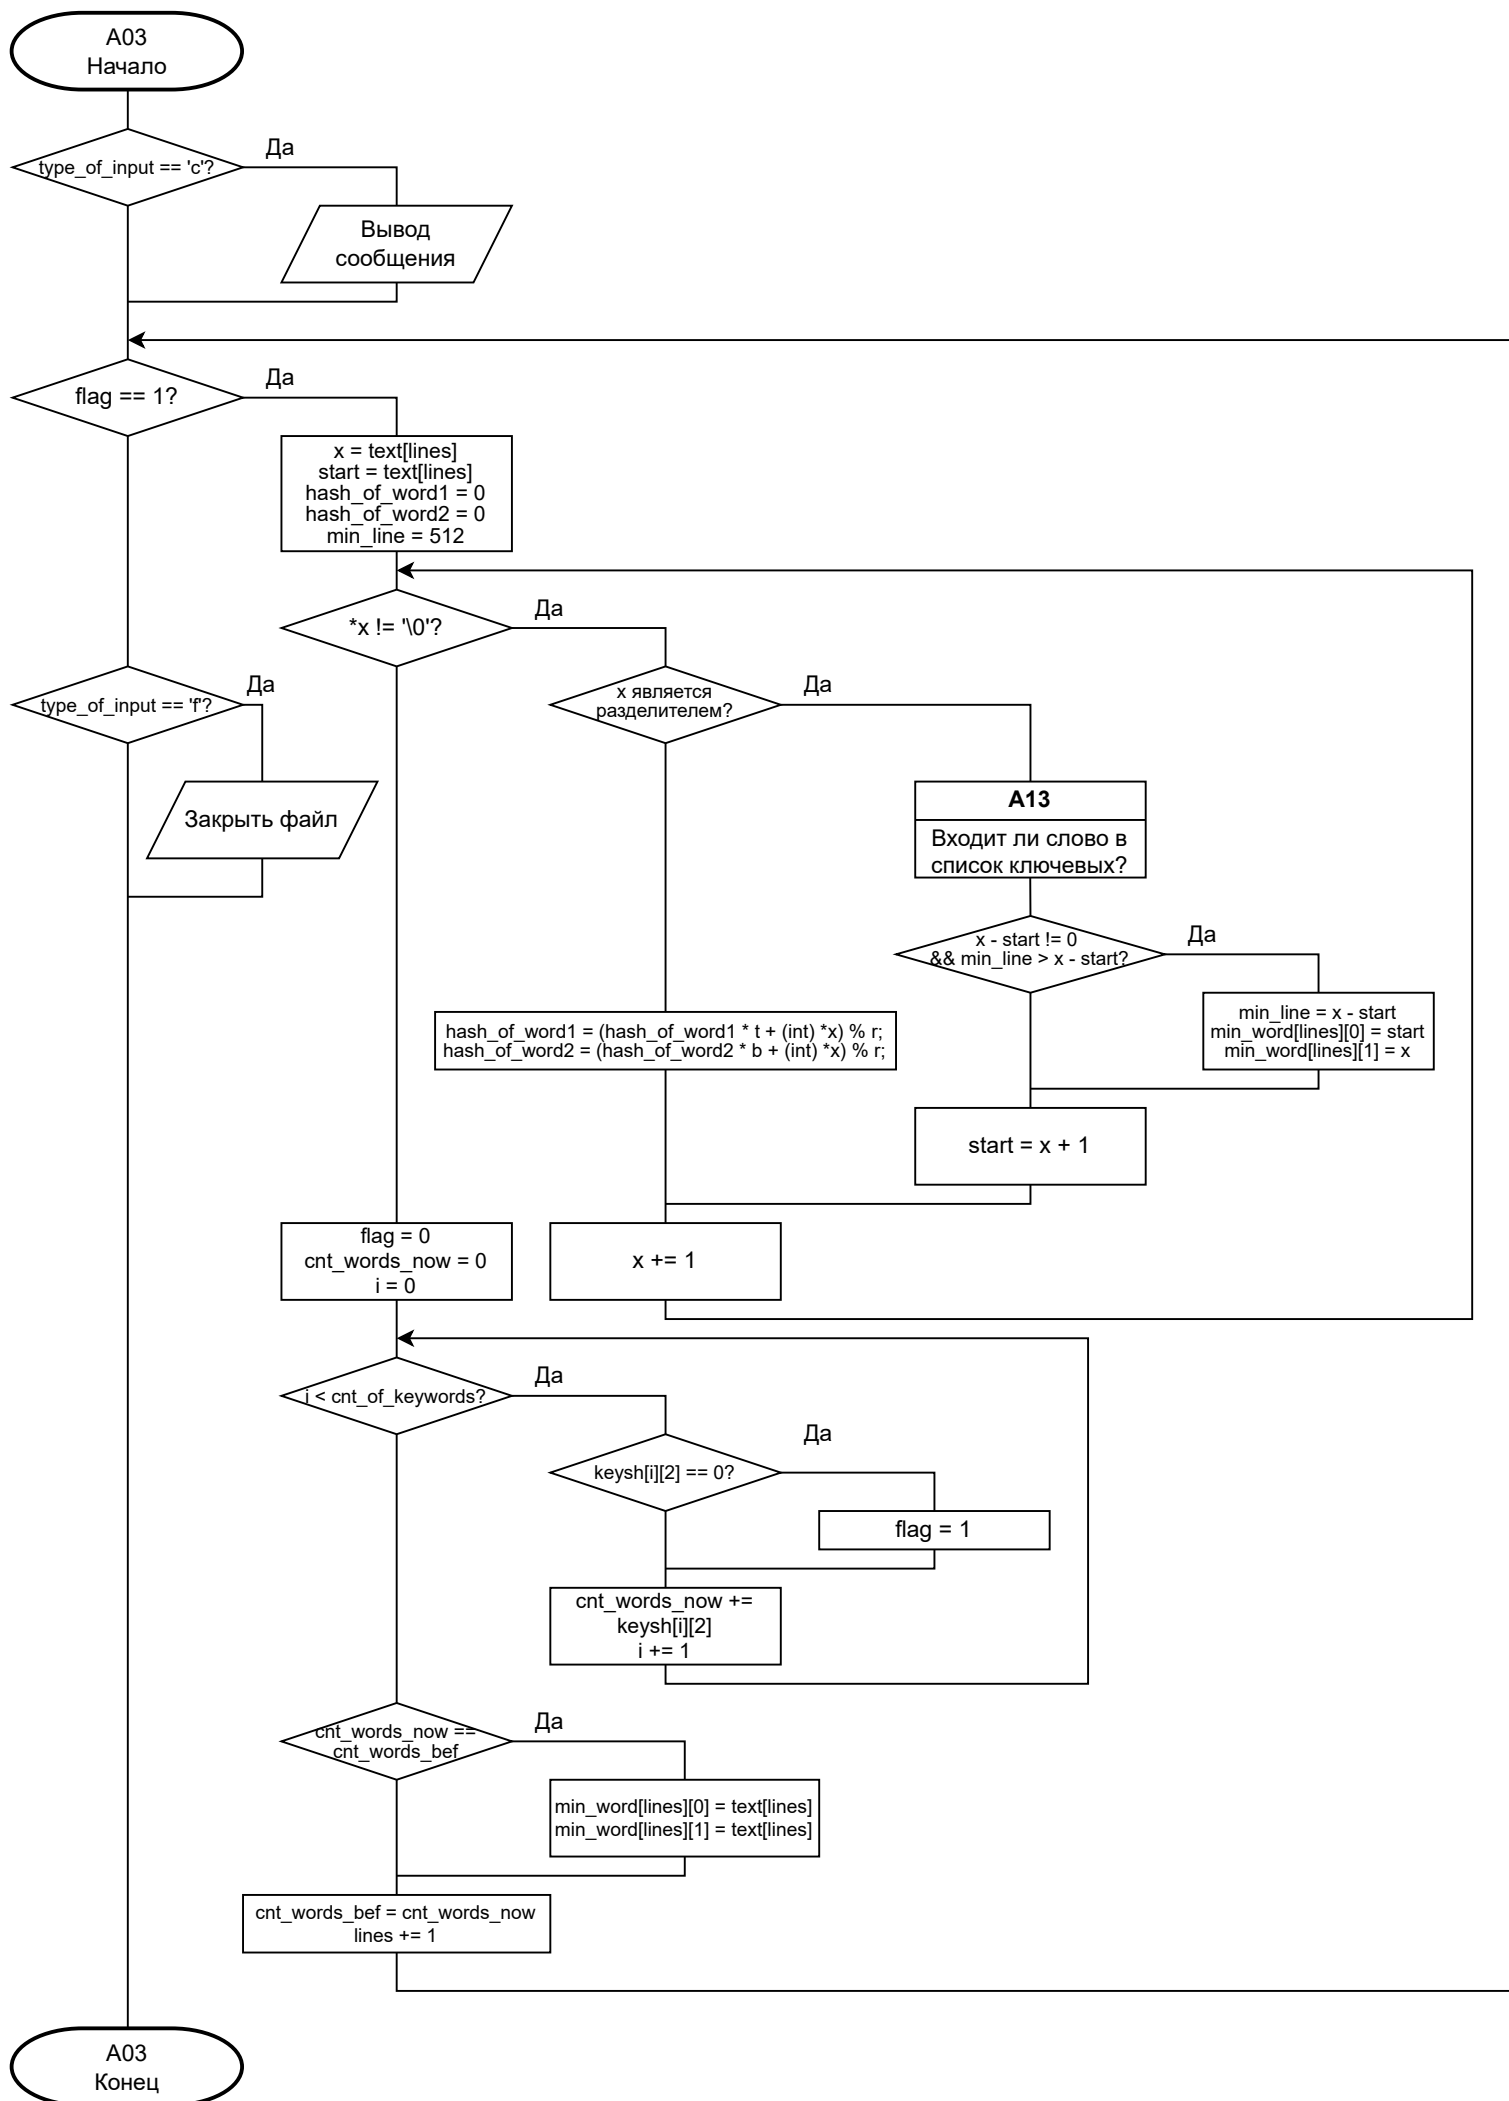 A03
Начало
Да
type_of_input == 'c'?
Вывод
сообщения
Да
flag == 1?
x = text[lines]
start = text[lines]
hash_of_word1 = 0
hash_of_word2 = 0
min_line = 512
Да
*x != '\0'?
Да
type_of_input == 'f'?
Да
x является
разделителем?
Закрыть файл
A13
Входит ли слово в
список ключевых?
Да
x - start != 0
&& min_line > x - start?
min_line = x - start
min_word[lines][0] = start
min_word[lines][1] = x
hash_of_word1 = (hash_of_word1 * t + (int) *x) % r;
hash_of_word2 = (hash_of_word2 * b + (int) *x) % r;
start = x + 1
flag = 0
cnt_words_now = 0
i = 0
x += 1
Да
i < cnt_of_keywords?
Да
keysh[i][2] == 0?
flag = 1
cnt_words_now +=
keysh[i][2]
i += 1
Да
cnt_words_now ==
cnt_words_bef
min_word[lines][0] = text[lines]
min_word[lines][1] = text[lines]
cnt_words_bef = cnt_words_now
lines += 1
A03
Конец